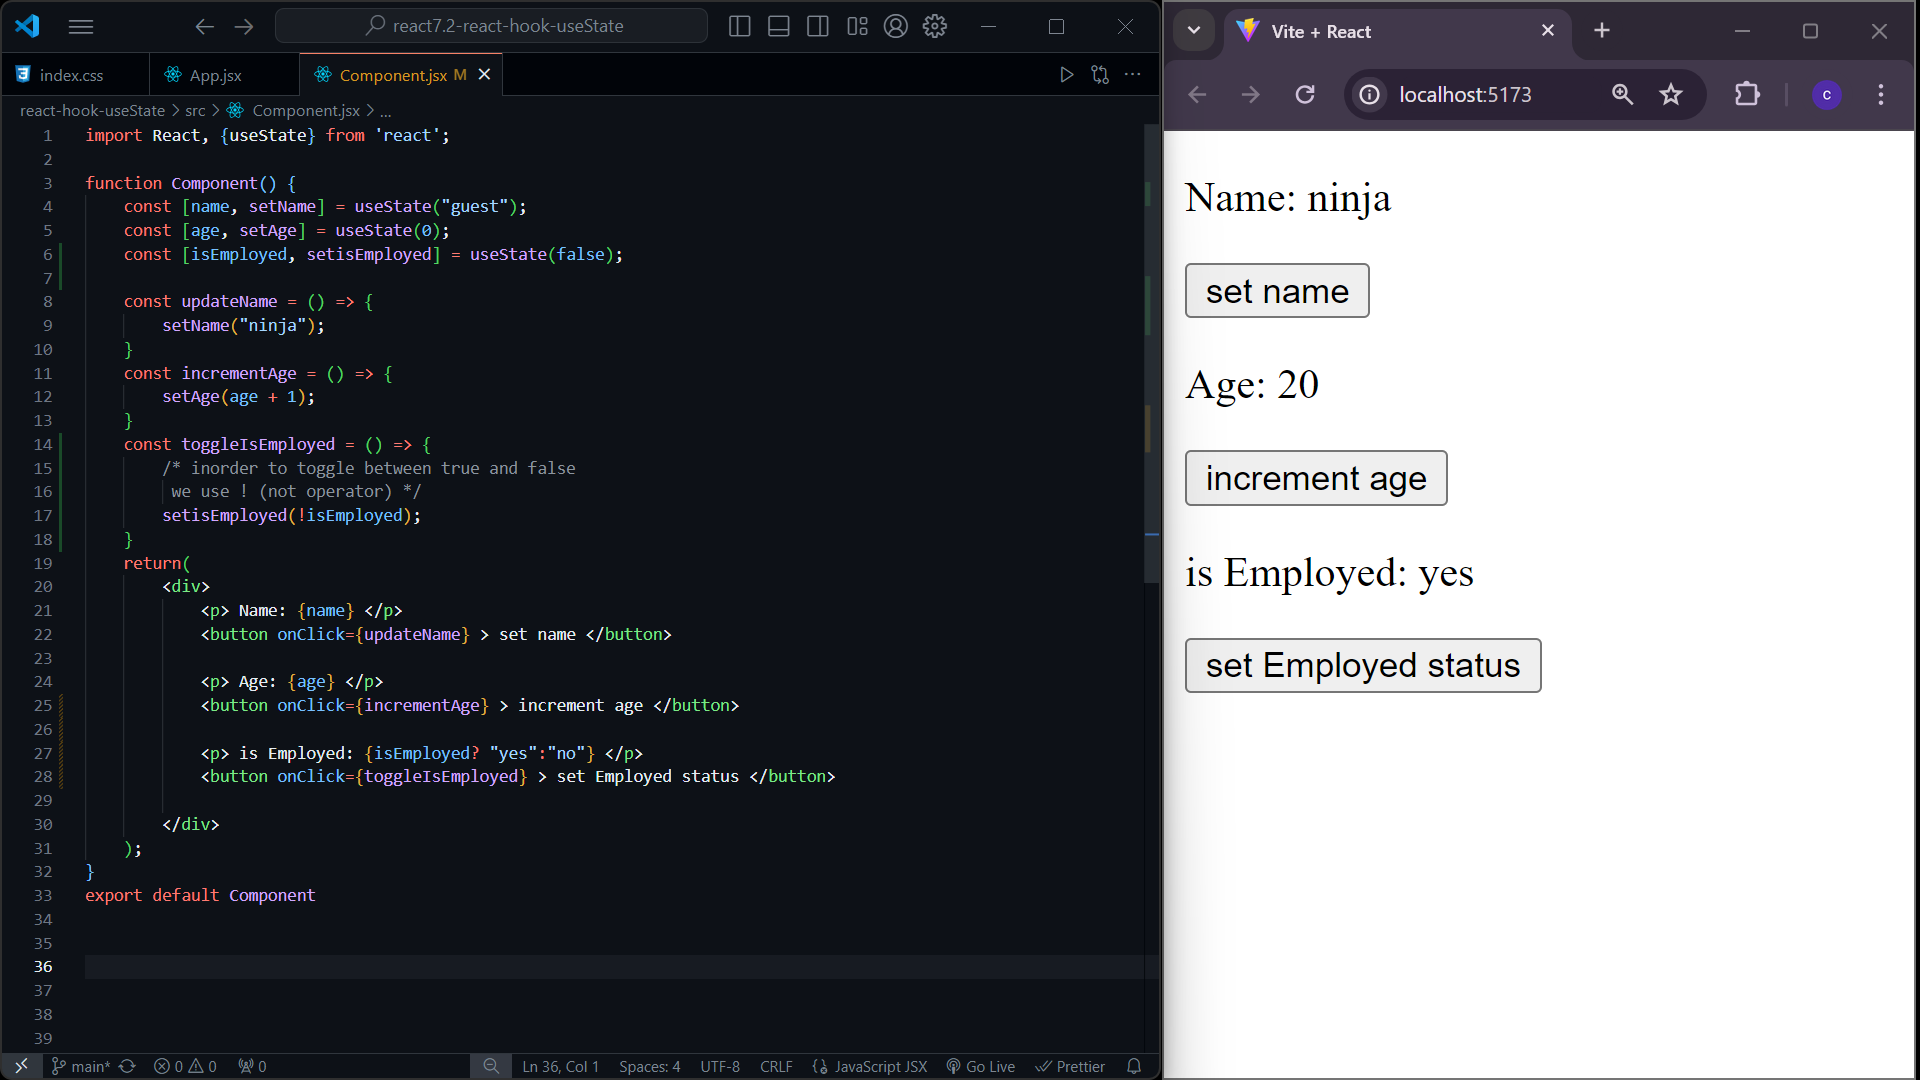 react7.2-react-hook-useState
index.css
App.jsx
Component.jsx M
react-hook-useState > src > Component.jsx > ...
1 import React, {useState} from 'react';
2
3 function Component() {
4 const [name, setName] = useState("guest");
5 const [age, setAge] = useState(0);
6 const [isEmployed, setisEmployed] = useState(false);
7
8 const updateName = () => {
9 setName("ninja");
10 }
11 const incrementAge = () => {
12 setAge(age + 1);
13 }
14 const toggleIsEmployed = () => {
15 /* inorder to toggle between true and false
16 we use ! (not operator) */
17 setisEmployed(!isEmployed);
18 }
19 return(
20 <div>
21 <p> Name: {name} </p>
22 <button onClick={updateName} > set name </button>
23
24 <p> Age: {age} </p>
25 <button onClick={incrementAge} > increment age </button>
26
27 <p> is Employed: {isEmployed? "yes":"no"} </p>
28 <button onClick={toggleIsEmployed} > set Employed status </button>
29
30 </div>
31 );
32 }
33 export default Component
34
35
36
37
38
39
main* 0 0 0 Ln 36, Col 1 Spaces: 4 UTF-8 CRLF JavaScript JSX Go Live Prettier
Vite + React
localhost:5173
c
Name: ninja
set name
Age: 20
increment age
is Employed: yes
set Employed status